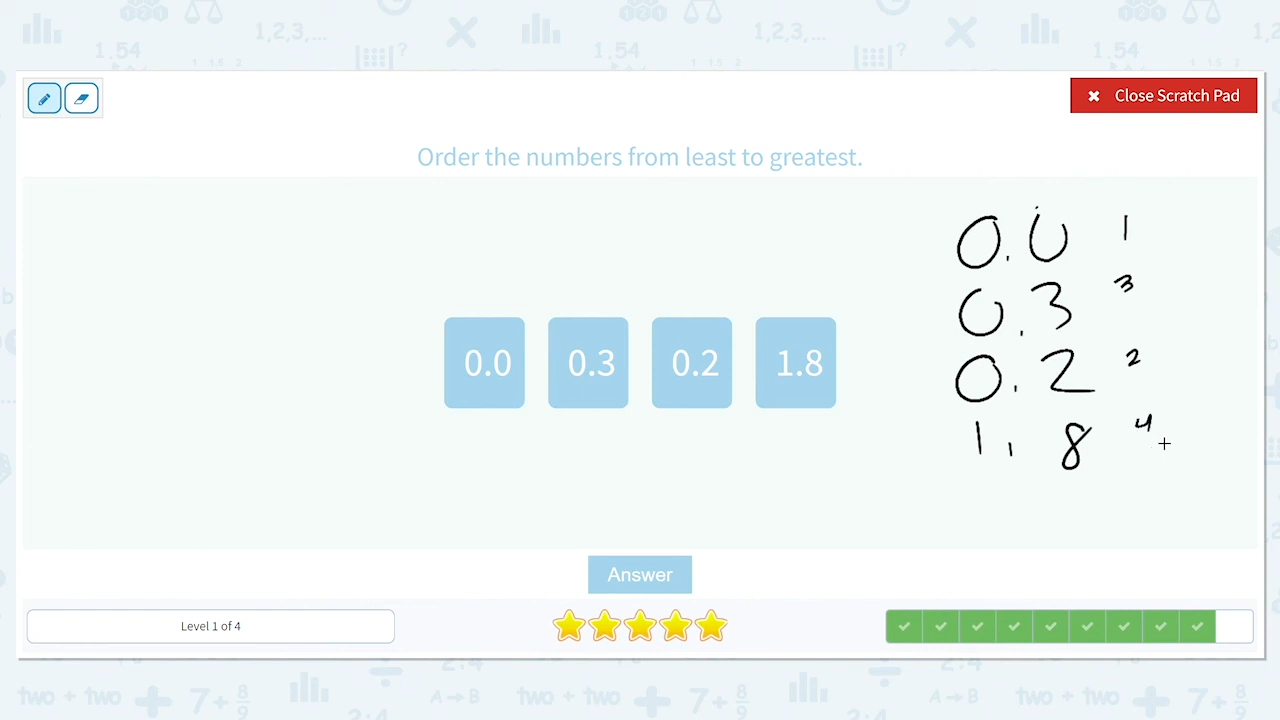 ✖ Close Scratch Pad
Order the numbers from least to greatest.
0.0 0.3 0.2 1.8
0.0 1
0.3 3
0.2 2
1.8 4
Answer
Level 1 of 4